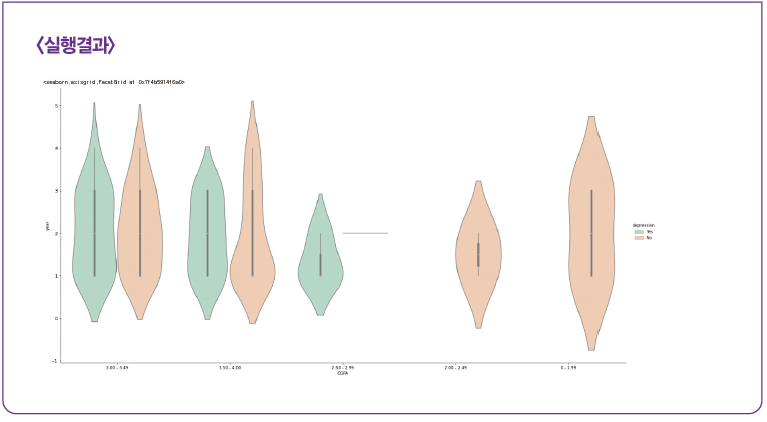 <실행결과>
<seaborn.axisgrid.FacetGrid at 0x7f4b5914f6a0>
5
4
3
2
1
0
-1
year
3.00 - 3.49
3.50 - 4.00
2.50 - 2.99
2.00 - 2.49
0 - 1.99
CGPA
depression
Yes
No